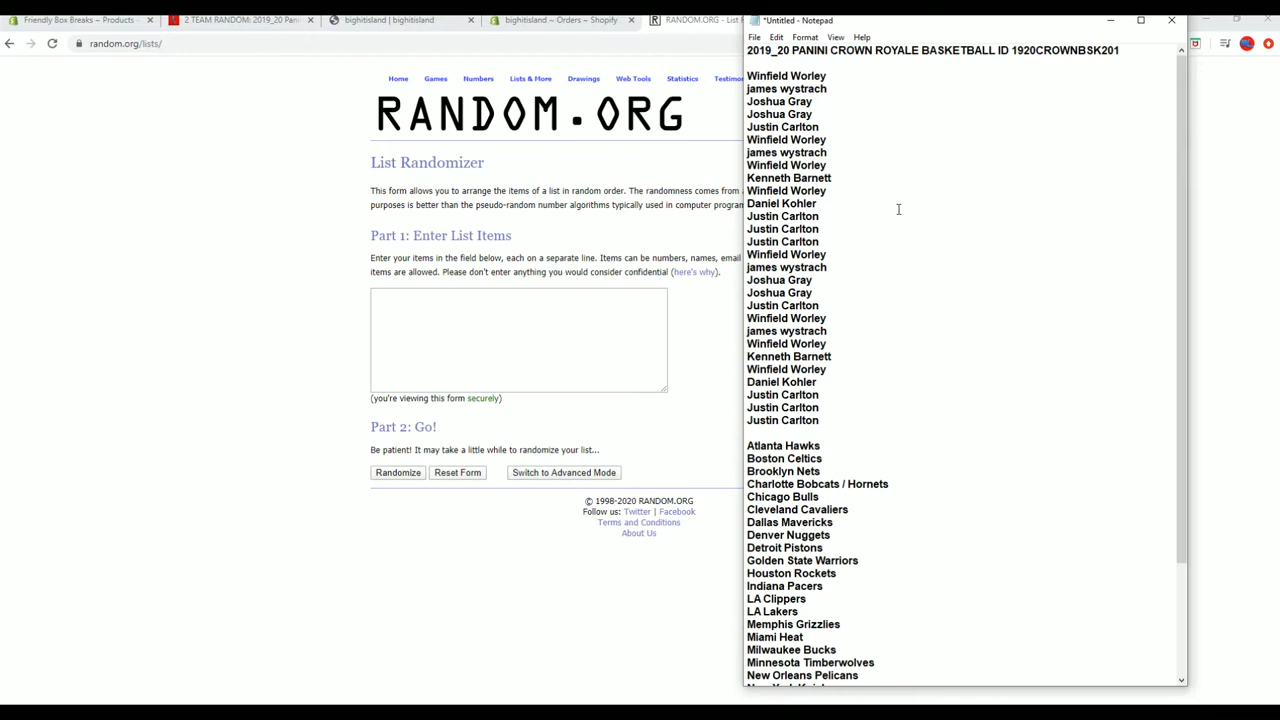 Friendly Box Breaks ~ Products ~
2 TEAM RANDOM: 2019_20 Pani
bighitisland | bighitisland
bighitisland ~ Orders ~ Shopify
RANDOM.ORG - List
*Untitled - Notepad
random.org/lists/
File Edit Format View Help
Home Games Numbers Lists & More Drawings Web Tools Statistics Testimo
RANDOM.ORG
List Randomizer
This form allows you to arrange the items of a list in random order. The randomness comes from
purposes is better than the pseudo-random number algorithms typically used in computer program
Part 1: Enter List Items
Enter your items in the field below, each on a separate line. Items can be numbers, names, email
items are allowed. Please don't enter anything you would consider confidential (here's why).
(you're viewing this form securely)
Part 2: Go!
Be patient! It may take a little while to randomize your list...
Randomize Reset Form Switch to Advanced Mode
© 1998-2020 RANDOM.ORG
Follow us: Twitter | Facebook
Terms and Conditions
About Us
2019_20 PANINI CROWN ROYALE BASKETBALL ID 1920CROWNBSK201
Winfield Worley
james wystrach
Joshua Gray
Joshua Gray
Justin Carlton
Winfield Worley
james wystrach
Winfield Worley
Kenneth Barnett
Winfield Worley
Daniel Kohler
Justin Carlton
Justin Carlton
Justin Carlton
Winfield Worley
james wystrach
Joshua Gray
Joshua Gray
Justin Carlton
Winfield Worley
james wystrach
Winfield Worley
Kenneth Barnett
Winfield Worley
Daniel Kohler
Justin Carlton
Justin Carlton
Justin Carlton
Atlanta Hawks
Boston Celtics
Brooklyn Nets
Charlotte Bobcats / Hornets
Chicago Bulls
Cleveland Cavaliers
Dallas Mavericks
Denver Nuggets
Detroit Pistons
Golden State Warriors
Houston Rockets
Indiana Pacers
LA Clippers
LA Lakers
Memphis Grizzlies
Miami Heat
Milwaukee Bucks
Minnesota Timberwolves
New Orleans Pelicans